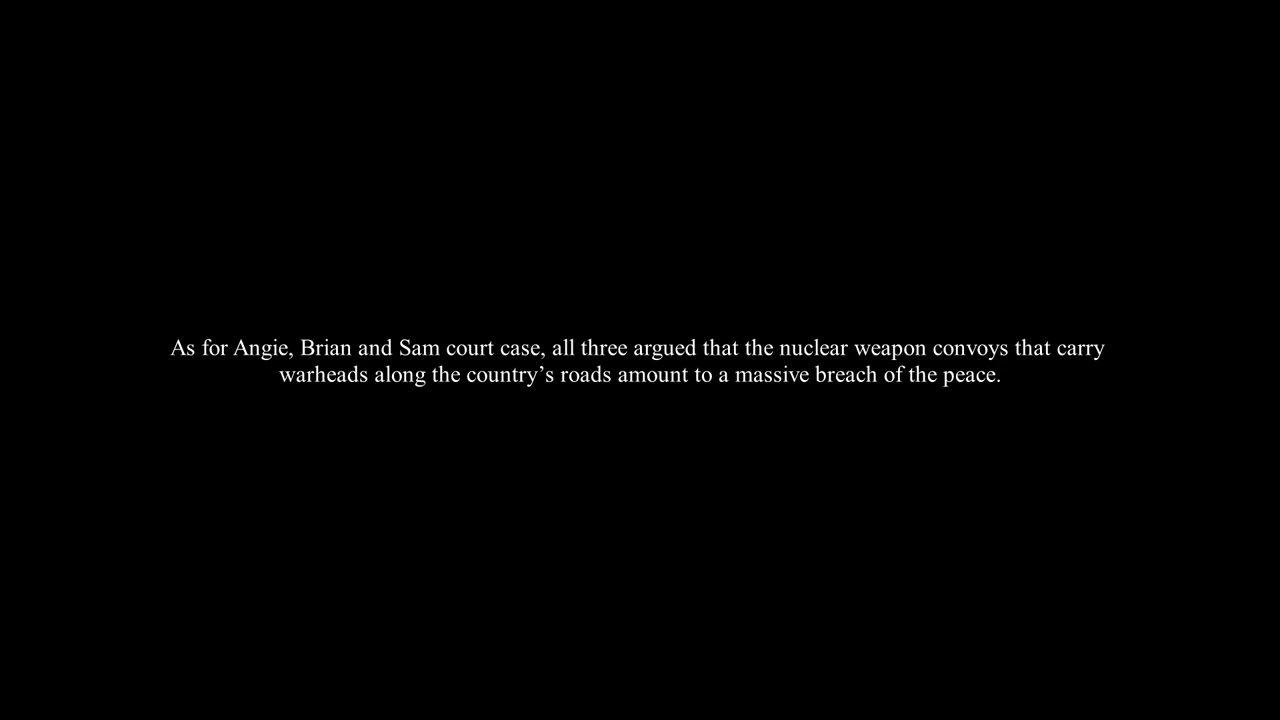 As for Angie, Brian and Sam court case, all three argued that the nuclear weapon convoys that carry
warheads along the country’s roads amount to a massive breach of the peace.